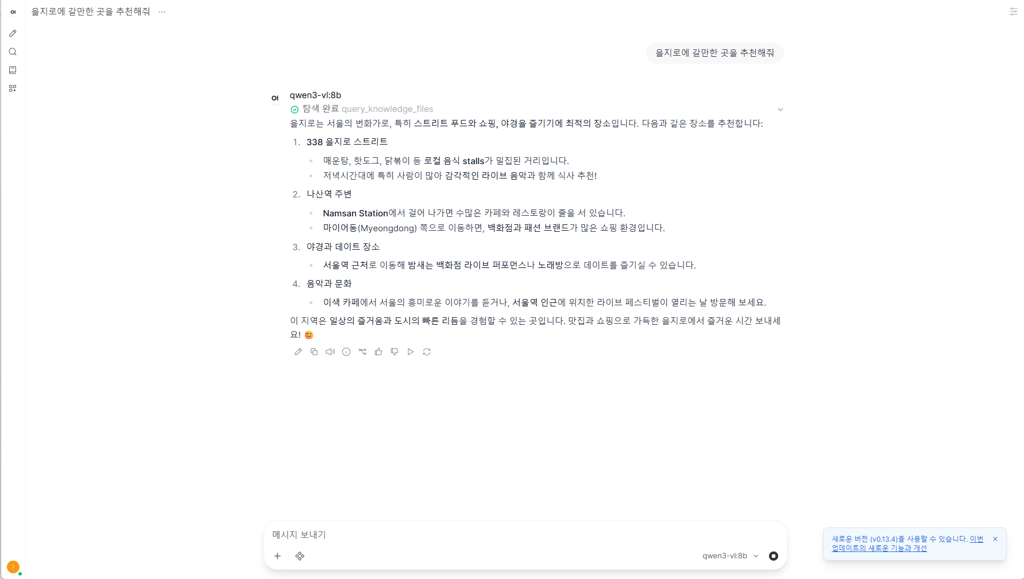 OI 을지로에 갈만한 곳을 추천해줘 ...
을지로에 갈만한 곳을 추천해줘
OI qwen3-vl:8b
탐색 완료 query_knowledge_files
을지로는 서울의 번화가로, 특히 스트리트 푸드와 쇼핑, 야경을 즐기기에 최적의 장소입니다. 다음과 같은 장소를 추천합니다:
1. 338 을지로 스트리트
◦ 매운탕, 핫도그, 닭볶이 등 로컬 음식 stalls가 밀집된 거리입니다.
◦ 저녁시간대에 특히 사람이 많아 감각적인 라이브 음악과 함께 식사 추천!
2. 나산역 주변
◦ Namsan Station에서 걸어 나가면 수많은 카페와 레스토랑이 줄을 서 있습니다.
◦ 마이어동(Myeongdong) 쪽으로 이동하면, 백화점과 패션 브랜드가 많은 쇼핑 환경입니다.
3. 야경과 데이트 장소
◦ 서울역 근처로 이동해 밤새는 백화점 라이브 퍼포먼스나 노래방으로 데이트를 즐기실 수 있습니다.
4. 음악과 문화
◦ 이색 카페에서 서울의 흥미로운 이야기를 듣거나, 서울역 인근에 위치한 라이브 페스티벌이 열리는 날 방문해 보세요.
이 지역은 일상의 즐거움과 도시의 빠른 리듬을 경험할 수 있는 곳입니다. 맛집과 쇼핑으로 가득한 을지로에서 즐거운 시간 보내세
요! 😊
메시지 보내기
qwen3-vl:8b
새로운 버전 (v0.13.4)을 사용할 수 있습니다. 이번
업데이트의 새로운 기능과 개선